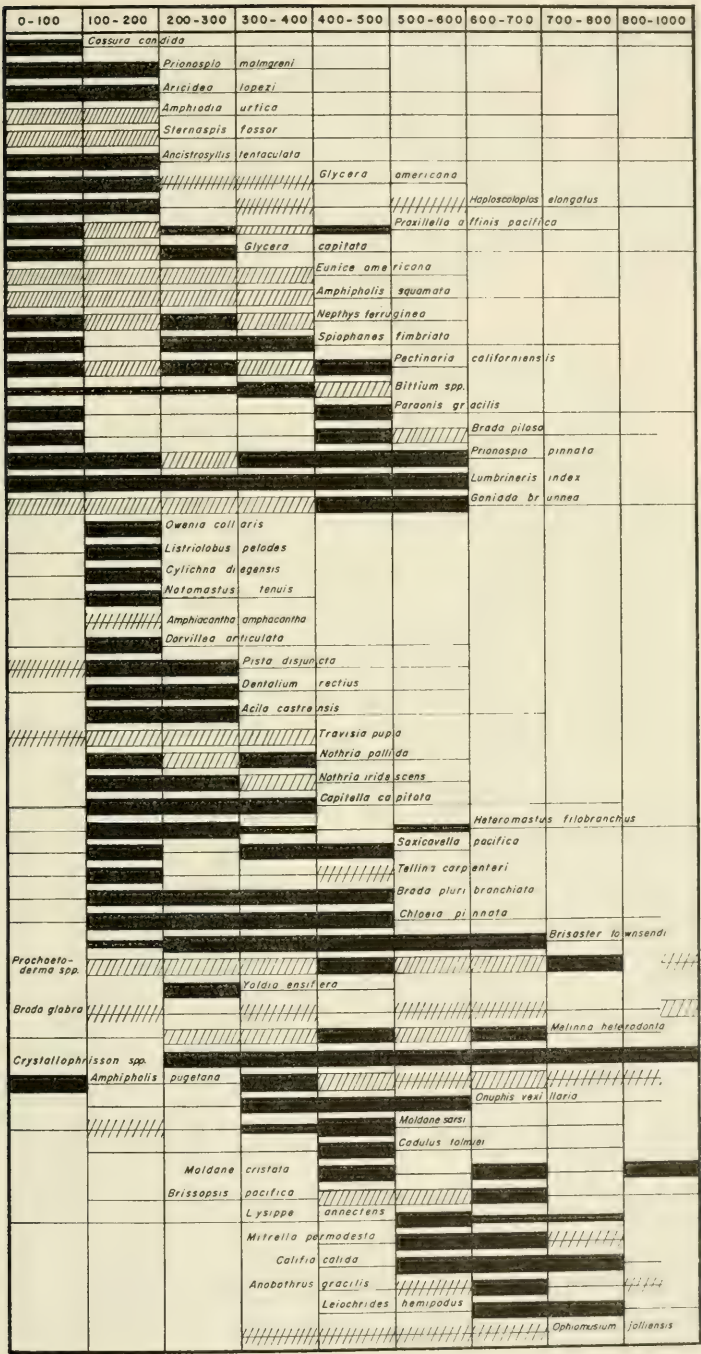 0-100 100-200 200-300 300-400 400-500 500-600 600-700 700-800 800-1000
Cossura candida
Prionospio malmgreni
Aricidea lopezi
Amphiodia urtica
Sternaspis fossor
Ancistrosyllis tentaculata
Glycera americana
Haploscoloplos elongatus
Praxillella affinis pacifica
Glycera capitata
Eunice americana
Amphipholis squamata
Nepthys ferruginea
Spiophanes fimbriata
Pectinaria californiensis
Bittium spp.
Paraonis gracilis
Brada pilosa
Prionospio pinnata
Lumbrineris index
Goniada brunnea
Owenia collaris
Listriolobus pelodes
Cylichna diegensis
Notomastus tenuis
Amphiacantha amphacantha
Dorvillea articulata
Pista disjuncta
Dentalium rectius
Acila castrensis
Travisia pupa
Nothria pallida
Nothria iridescens
Capitella capitata
Heteromastus filobranchus
Saxicavella pacifica
Tellina carpenteri
Brada pluribranchiata
Chloeia pinnata
Brisaster townsendi
Prochaeto-
derma spp.
Yoldia ensifera
Brada glabra
Melinna heterodonta
Crystallophrisson spp.
Amphipholis pugetana
Onuphis vexillaria
Maldane sarsi
Cadulus tolmiei
Maldane cristata
Brissopsis pacifica
Lysippe annectens
Mitrella permodesta
Califia calida
Anobothrus gracilis
Leiochrides hemipodus
Ophiomusium jolliensis